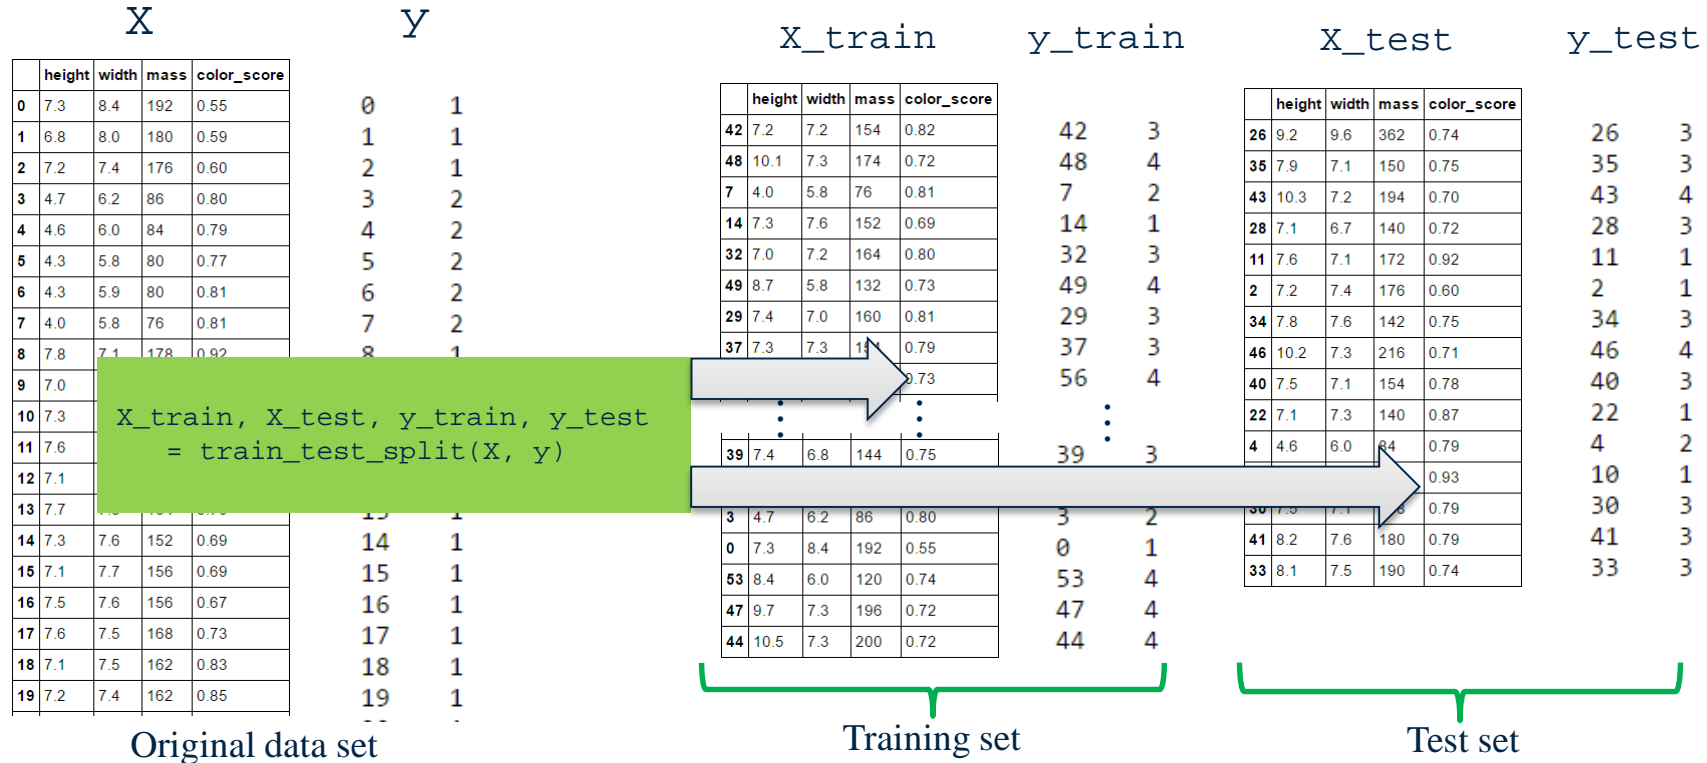 X y
height width mass color_score
0 7.3 8.4 192 0.55 0 1
1 6.8 8.0 180 0.59 1 1
2 7.2 7.4 176 0.60 2 1
3 4.7 6.2 86 0.80 3 2
4 4.6 6.0 84 0.79 4 2
5 4.3 5.8 80 0.77 5 2
6 4.3 5.9 80 0.81 6 2
7 4.0 5.8 76 0.81 7 2
8 7.8 7.1 178 0.92 8 1
9 7.0
10 7.3
11 7.6
12 7.1
13 7.7
14 7.3 7.6 152 0.69 14 1
15 7.1 7.7 156 0.69 15 1
16 7.5 7.6 156 0.67 16 1
17 7.6 7.5 168 0.73 17 1
18 7.1 7.5 162 0.83 18 1
19 7.2 7.4 162 0.85 19 1
Original data set
X_train, X_test, y_train, y_test
= train_test_split(X, y)
X_train y_train
height width mass color_score
42 7.2 7.2 154 0.82 42 3
48 10.1 7.3 174 0.72 48 4
7 4.0 5.8 76 0.81 7 2
14 7.3 7.6 152 0.69 14 1
32 7.0 7.2 164 0.80 32 3
49 8.7 5.8 132 0.73 49 4
29 7.4 7.0 160 0.81 29 3
37 7.3 7.3 0.79 37 3
0.73 56 4
39 7.4 6.8 144 0.75 39 3
3 4.7 6.2 86 0.80 3 2
0 7.3 8.4 192 0.55 0 1
53 8.4 6.0 120 0.74 53 4
47 9.7 7.3 196 0.72 47 4
44 10.5 7.3 200 0.72 44 4
Training set
X_test y_test
height width mass color_score
26 9.2 9.6 362 0.74 26 3
35 7.9 7.1 150 0.75 35 3
43 10.3 7.2 194 0.70 43 4
28 7.1 6.7 140 0.72 28 3
11 7.6 7.1 172 0.92 11 1
2 7.2 7.4 176 0.60 2 1
34 7.8 7.6 142 0.75 34 3
46 10.2 7.3 216 0.71 46 4
40 7.5 7.1 154 0.78 40 3
22 7.1 7.3 140 0.87 22 1
4 4.6 6.0 84 0.79 4 2
0.93 10 1
30 7.5 7.1 0.79 30 3
41 8.2 7.6 180 0.79 41 3
33 8.1 7.5 190 0.74 33 3
Test set